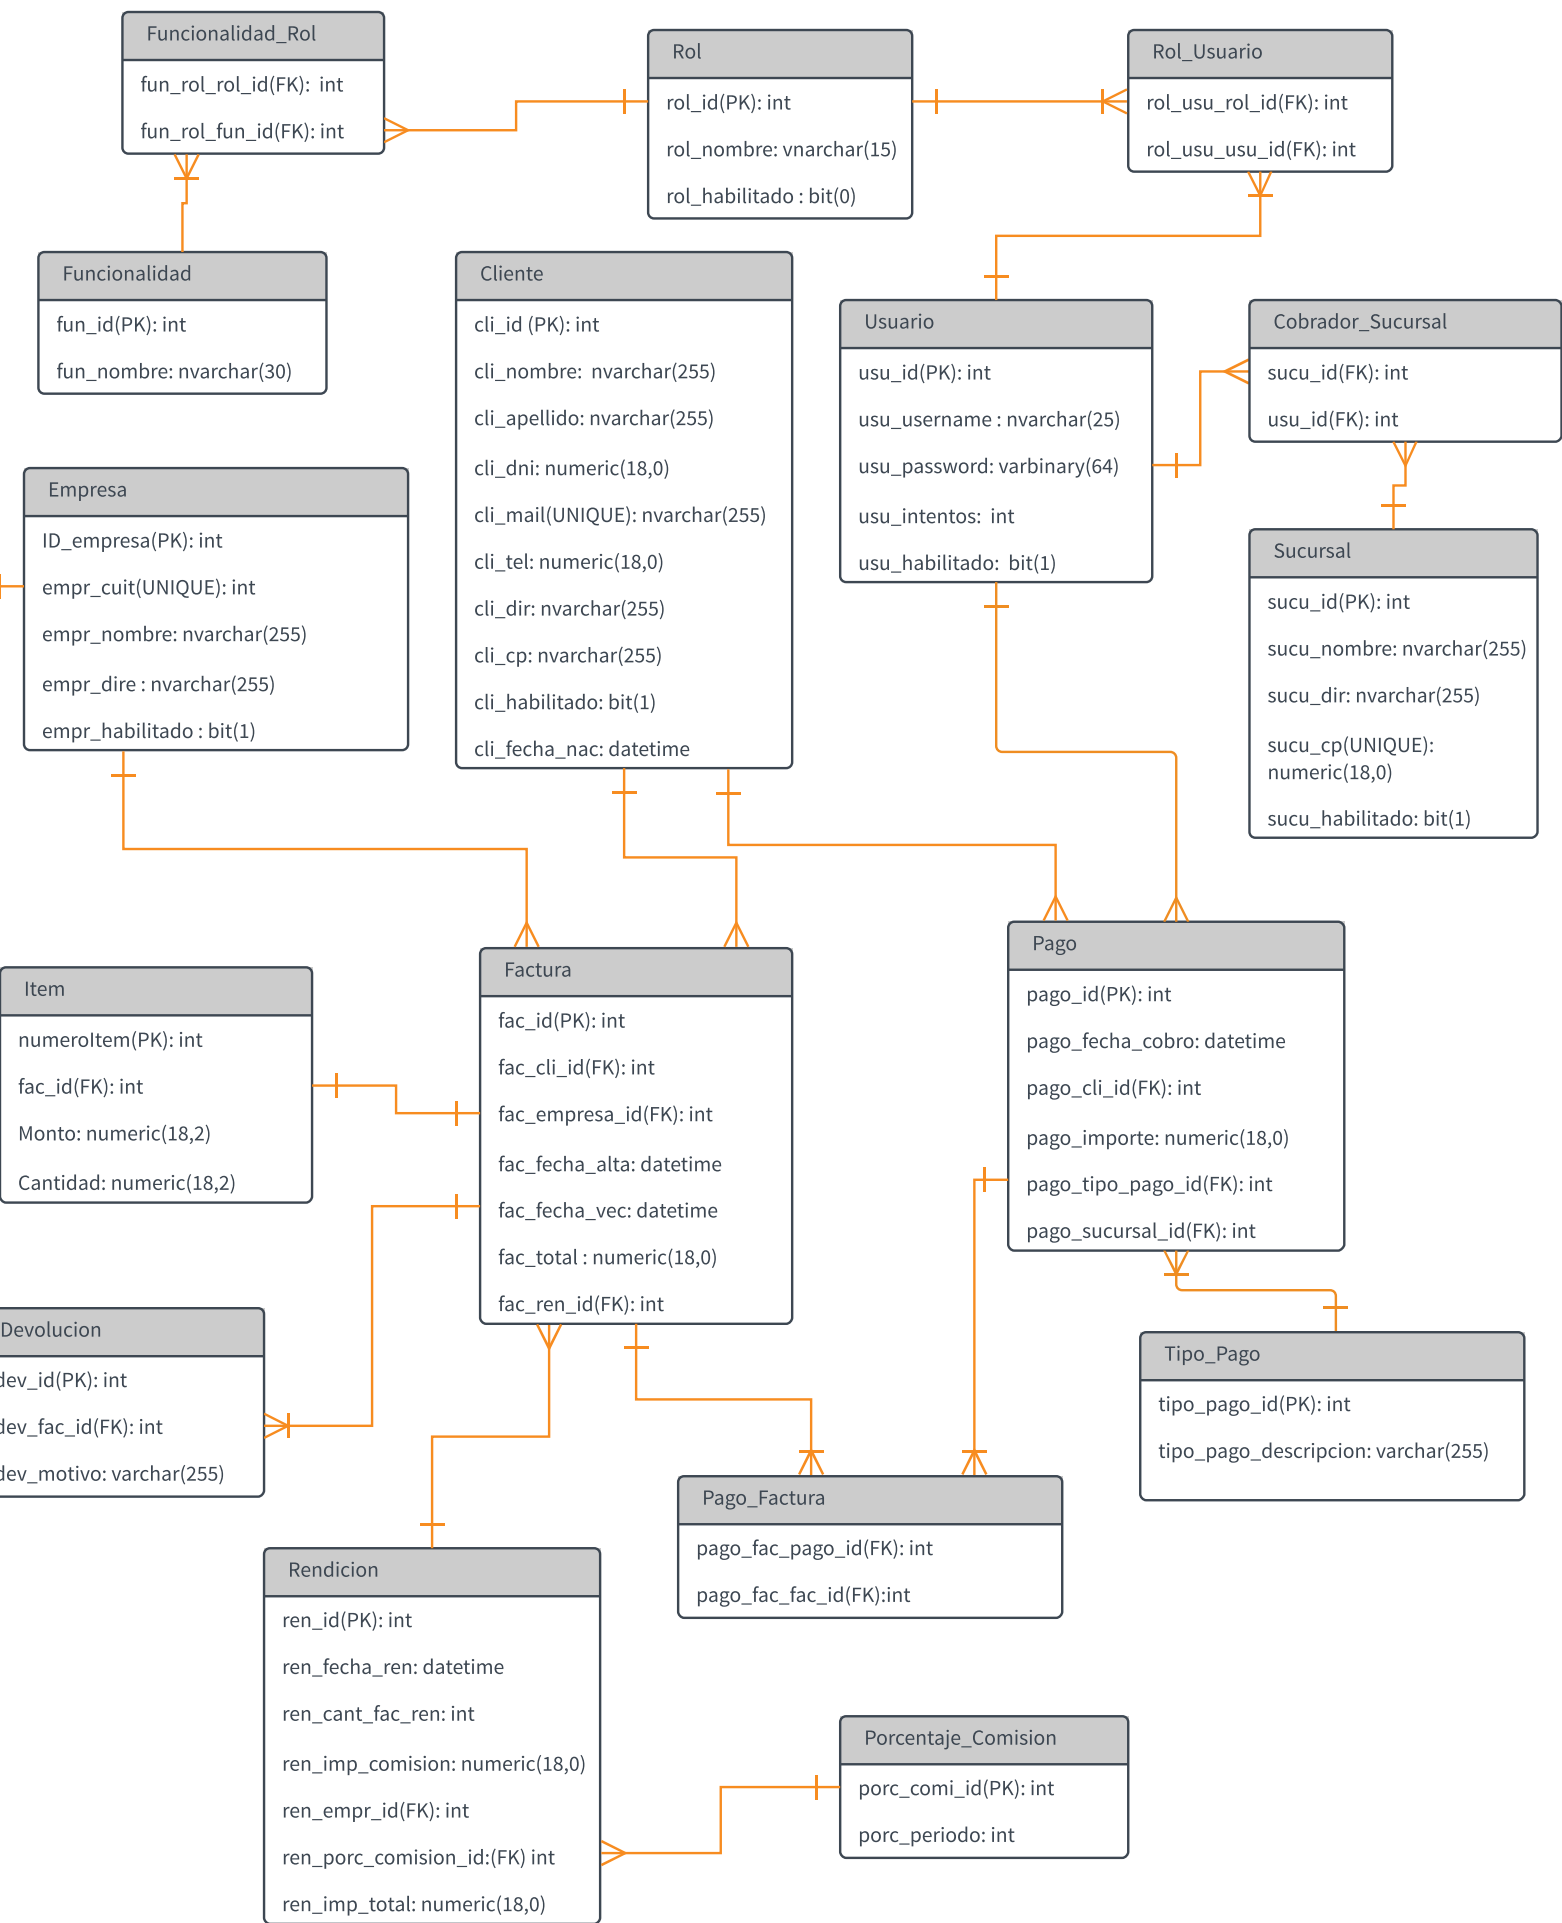 Funcionalidad_Rol
fun_rol_rol_id(FK):  int
fun_rol_fun_id(FK): int
Rol
rol_id(PK): int
rol_nombre: vnarchar(15)
rol_habilitado : bit(0)
Rol_Usuario
rol_usu_rol_id(FK): int
rol_usu_usu_id(FK): int
Funcionalidad
fun_id(PK): int
fun_nombre: nvarchar(30)
Cliente
cli_id (PK): int
cli_nombre:  nvarchar(255)
cli_apellido: nvarchar(255)
cli_dni: numeric(18,0)
cli_mail(UNIQUE): nvarchar(255)
cli_tel: numeric(18,0)
cli_dir: nvarchar(255)
cli_cp: nvarchar(255)
cli_habilitado: bit(1)
cli_fecha_nac: datetime
Usuario
usu_id(PK): int
usu_username : nvarchar(25)
usu_password: varbinary(64)
usu_intentos:  int
usu_habilitado:  bit(1)
Cobrador_Sucursal
sucu_id(FK): int
usu_id(FK): int
Empresa
ID_empresa(PK): int
empr_cuit(UNIQUE): int
empr_nombre: nvarchar(255)
empr_dire : nvarchar(255)
empr_habilitado : bit(1)
Sucursal
sucu_id(PK): int
sucu_nombre: nvarchar(255)
sucu_dir: nvarchar(255)
sucu_cp(UNIQUE):
numeric(18,0)
sucu_habilitado: bit(1)
Item
numeroItem(PK): int
fac_id(FK): int
Monto: numeric(18,2)
Cantidad: numeric(18,2)
Factura
fac_id(PK): int
fac_cli_id(FK): int
fac_empresa_id(FK): int
fac_fecha_alta: datetime
fac_fecha_vec: datetime
fac_total : numeric(18,0)
fac_ren_id(FK): int
Pago
pago_id(PK): int
pago_fecha_cobro: datetime
pago_cli_id(FK): int
pago_importe: numeric(18,0)
pago_tipo_pago_id(FK): int
pago_sucursal_id(FK): int
Devolucion
dev_id(PK): int
dev_fac_id(FK): int
dev_motivo: varchar(255)
Tipo_Pago
tipo_pago_id(PK): int
tipo_pago_descripcion: varchar(255)
Pago_Factura
pago_fac_pago_id(FK): int
pago_fac_fac_id(FK):int
Rendicion
ren_id(PK): int
ren_fecha_ren: datetime
ren_cant_fac_ren: int
ren_imp_comision: numeric(18,0)
ren_empr_id(FK): int
ren_porc_comision_id:(FK) int
ren_imp_total: numeric(18,0)
Porcentaje_Comision
porc_comi_id(PK): int
porc_periodo: int